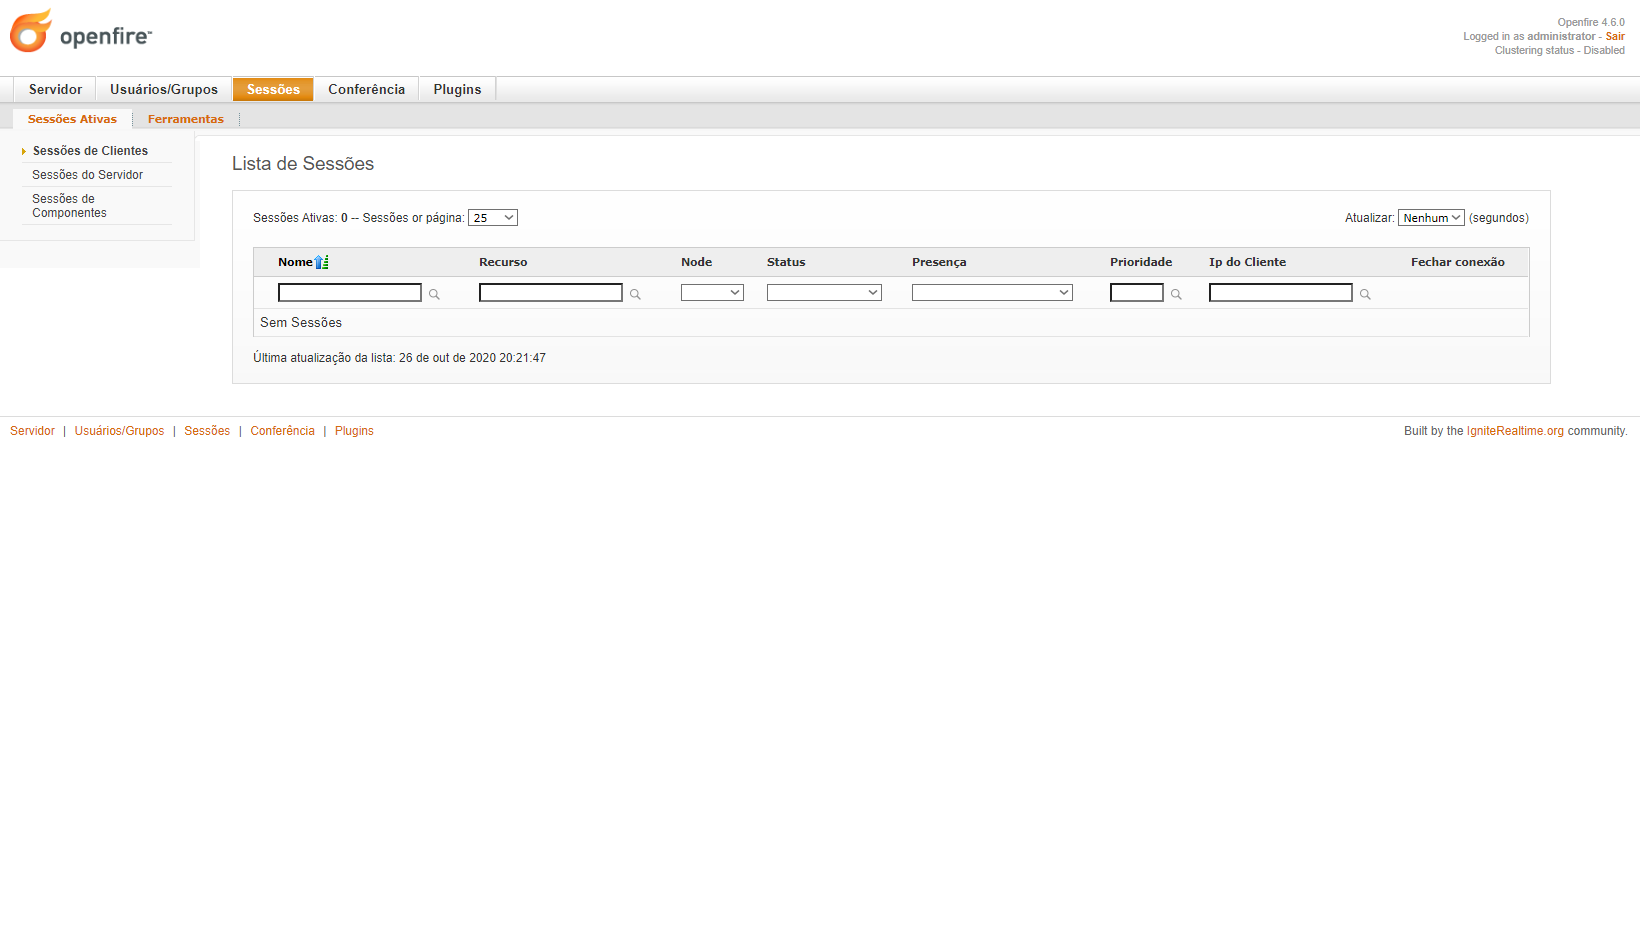 openfire™
Openfire 4.6.0
Logged in as administrator - Sair
Clustering status - Disabled
Servidor Usuários/Grupos Sessões Conferência Plugins
Sessões Ativas Ferramentas
Sessões de Clientes
Sessões do Servidor
Sessões de
Componentes
Lista de Sessões
Sessões Ativas: 0 -- Sessões or página: 25
Atualizar: Nenhum (segundos)
Nome Recurso Node Status Presença Prioridade Ip do Cliente Fechar conexão
Sem Sessões
Última atualização da lista: 26 de out de 2020 20:21:47
Servidor | Usuários/Grupos | Sessões | Conferência | Plugins
Built by the IgniteRealtime.org community.